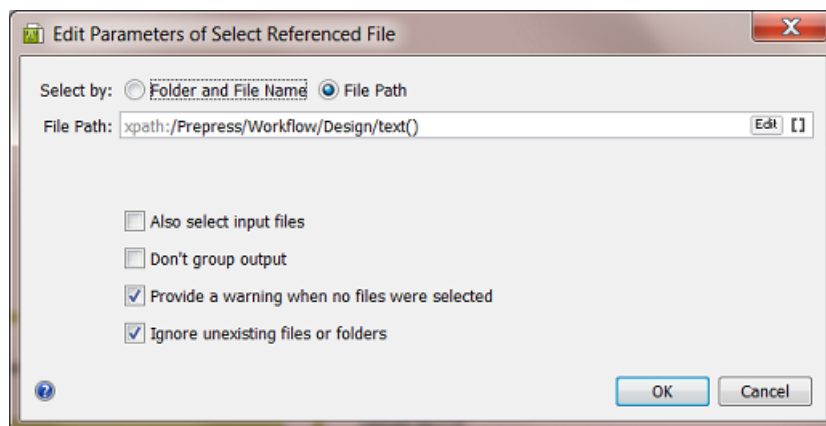 Edit Parameters of Select Referenced File
Select by: Folder and File Name File Path
File Path: xpath:/Prepress/Workflow/Design/text() Edit []
Also select input files
Don't group output
Provide a warning when no files were selected
Ignore unexisting files or folders
? OK Cancel